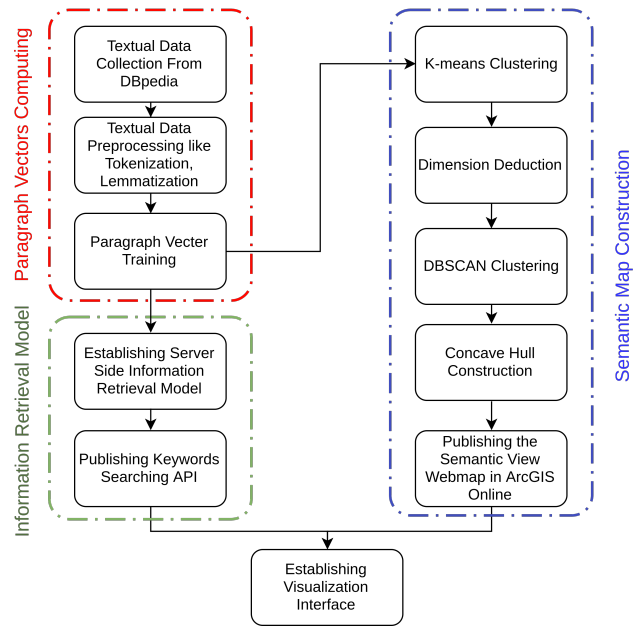 Paragraph Vectors Computing
Textual Data
Collection From
DBpedia
Textual Data
Preprocessing like
Tokenization,
Lemmatization
Paragraph Vecter
Training
Information Retrieval Model
Establishing Server
Side Information
Retrieval Model
Publishing Keywords
Searching API
Semantic Map Construction
K-means Clustering
Dimension Deduction
DBSCAN Clustering
Concave Hull
Construction
Publishing the
Semantic View
Webmap in ArcGIS
Online
Establishing
Visualization
Interface